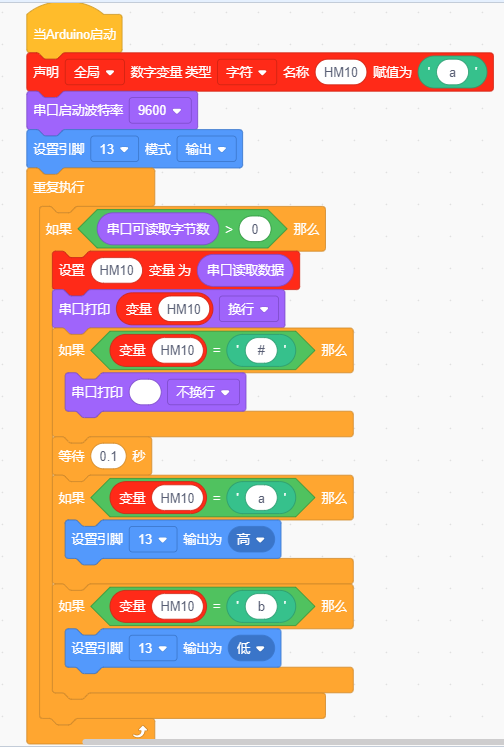 当Arduino启动
声明 全局 数字变量 类型 字符 名称 HM10 赋值为 ' a '
串口启动波特率 9600
设置引脚 13 模式 输出
重复执行
如果 串口可读取字节数 > 0 那么
设置 HM10 变量 为 串口读取数据
串口打印 变量 HM10 换行
如果 变量 HM10 = ' # ' 那么
串口打印 不换行
等待 0.1 秒
如果 变量 HM10 = ' a ' 那么
设置引脚 13 输出为 高
如果 变量 HM10 = ' b ' 那么
设置引脚 13 输出为 低